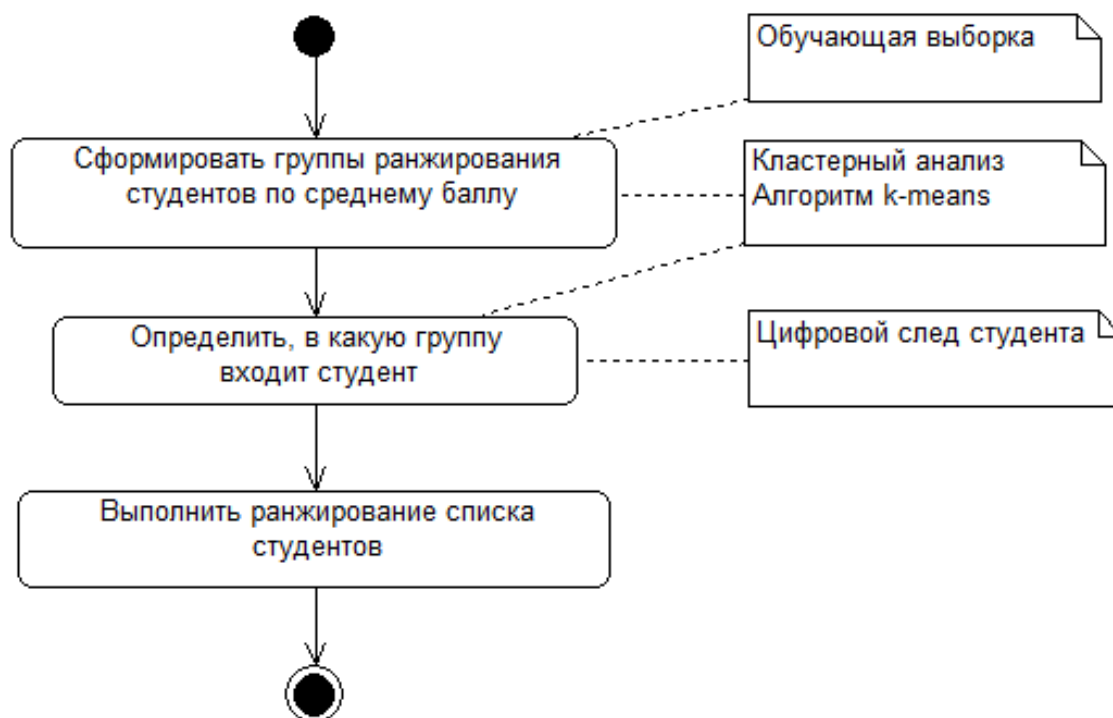 Обучающая выборка
Сформировать группы ранжирования
студентов по среднему баллу
Кластерный анализ
Алгоритм k-means
Определить, в какую группу
входит студент
Цифровой след студента
Выполнить ранжирование списка
студентов